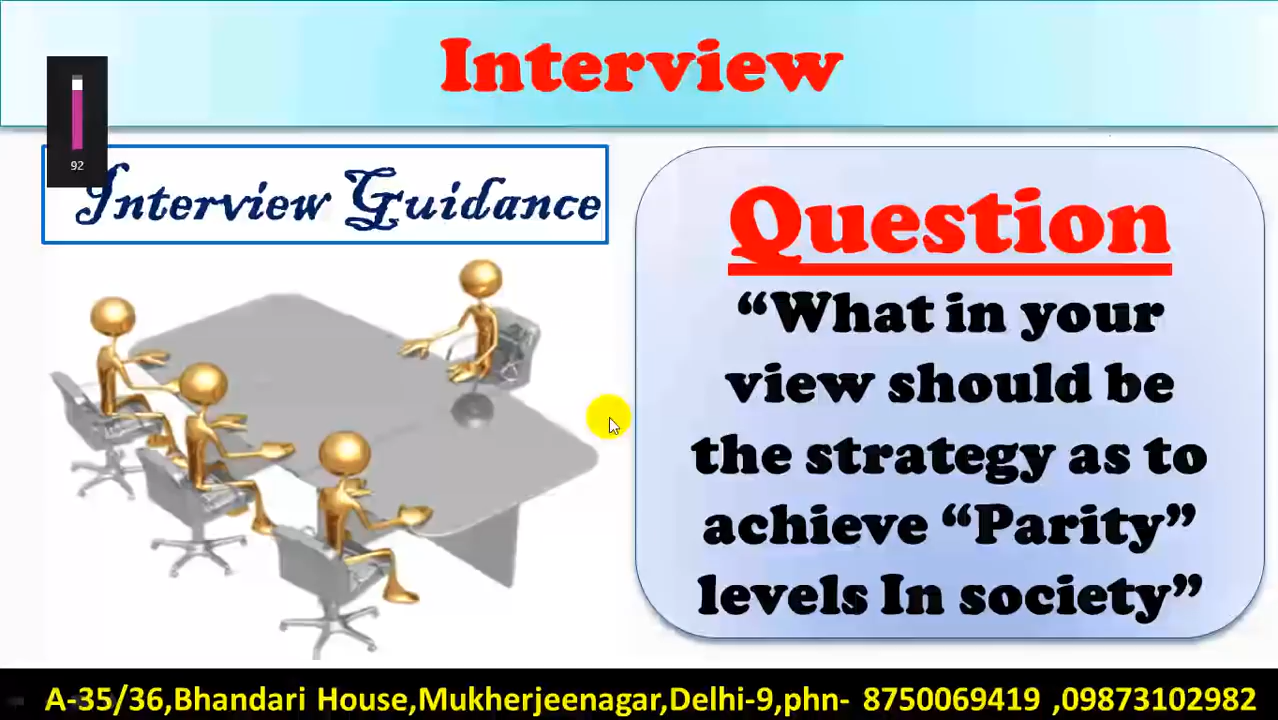 Interview
92
Interview Guidance
Question
“What in your
view should be
the strategy as to
achieve “Parity”
levels In society”
A-35/36,Bhandari House,Mukherjeenagar,Delhi-9,phn- 8750069419 ,09873102982